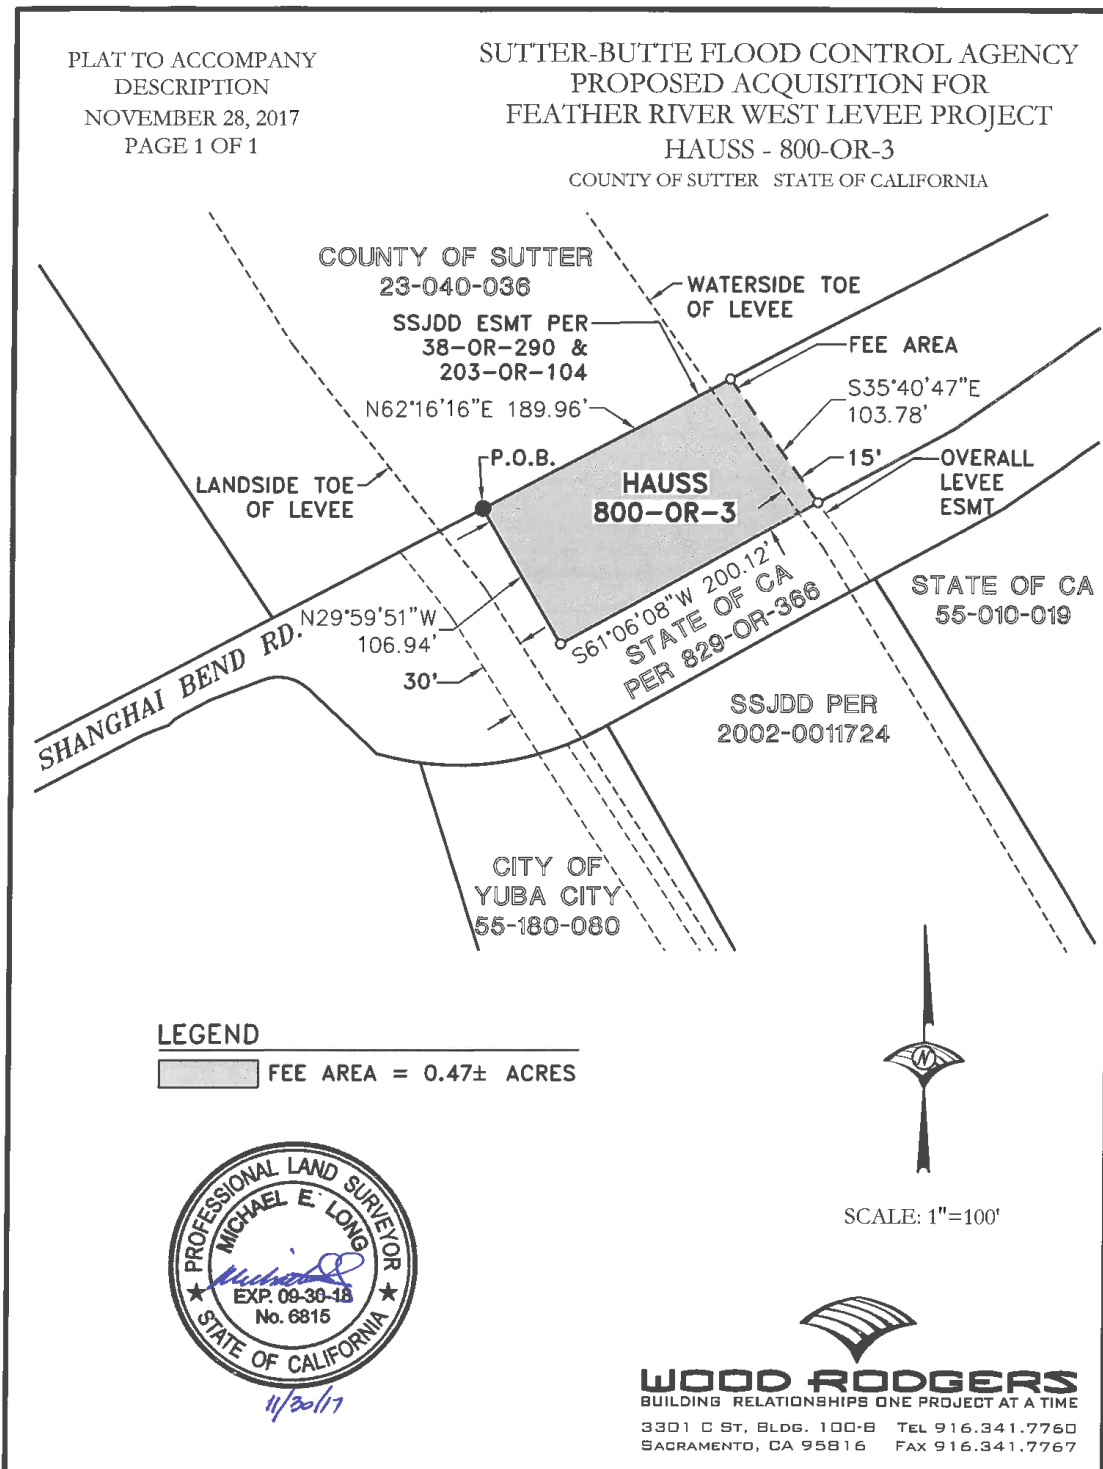 PLAT TO ACCOMPANY
DESCRIPTION
NOVEMBER 28, 2017
PAGE 1 OF 1
SUTTER-BUTTE FLOOD CONTROL AGENCY
PROPOSED ACQUISITION FOR
FEATHER RIVER WEST LEVEE PROJECT
HAUSS - 800-OR-3
COUNTY OF SUTTER STATE OF CALIFORNIA
COUNTY OF SUTTER
23-040-036
WATERSIDE TOE
OF LEVEE
SSJDD ESMT PER
38-OR-290 &
203-OR-104
FEE AREA
S35°40'47"E
103.78'
N62°16'16"E 189.96'
P.O.B.
15'
OVERALL
LEVEE
ESMT
LANDSIDE TOE
OF LEVEE
HAUSS
800-OR-3
N29°59'51"W
106.94'
S61°06'08"W 200.12'
STATE OF CA
PER 829-OR-366
STATE OF CA
55-010-019
30'
SHANGHAI BEND RD.
SSJDD PER
2002-0011724
CITY OF
YUBA CITY
55-180-080
LEGEND
FEE AREA = 0.47± ACRES
N
SCALE: 1"=100'
PROFESSIONAL LAND SURVEYOR
MICHAEL E. LONG
EXP. 09-30-18
No. 6815
STATE OF CALIFORNIA
11/30/17
WOOD RODGERS
BUILDING RELATIONSHIPS ONE PROJECT AT A TIME
3301 C ST, BLDG. 100-B TEL 916.341.7760
SACRAMENTO, CA 95816 FAX 916.341.7767